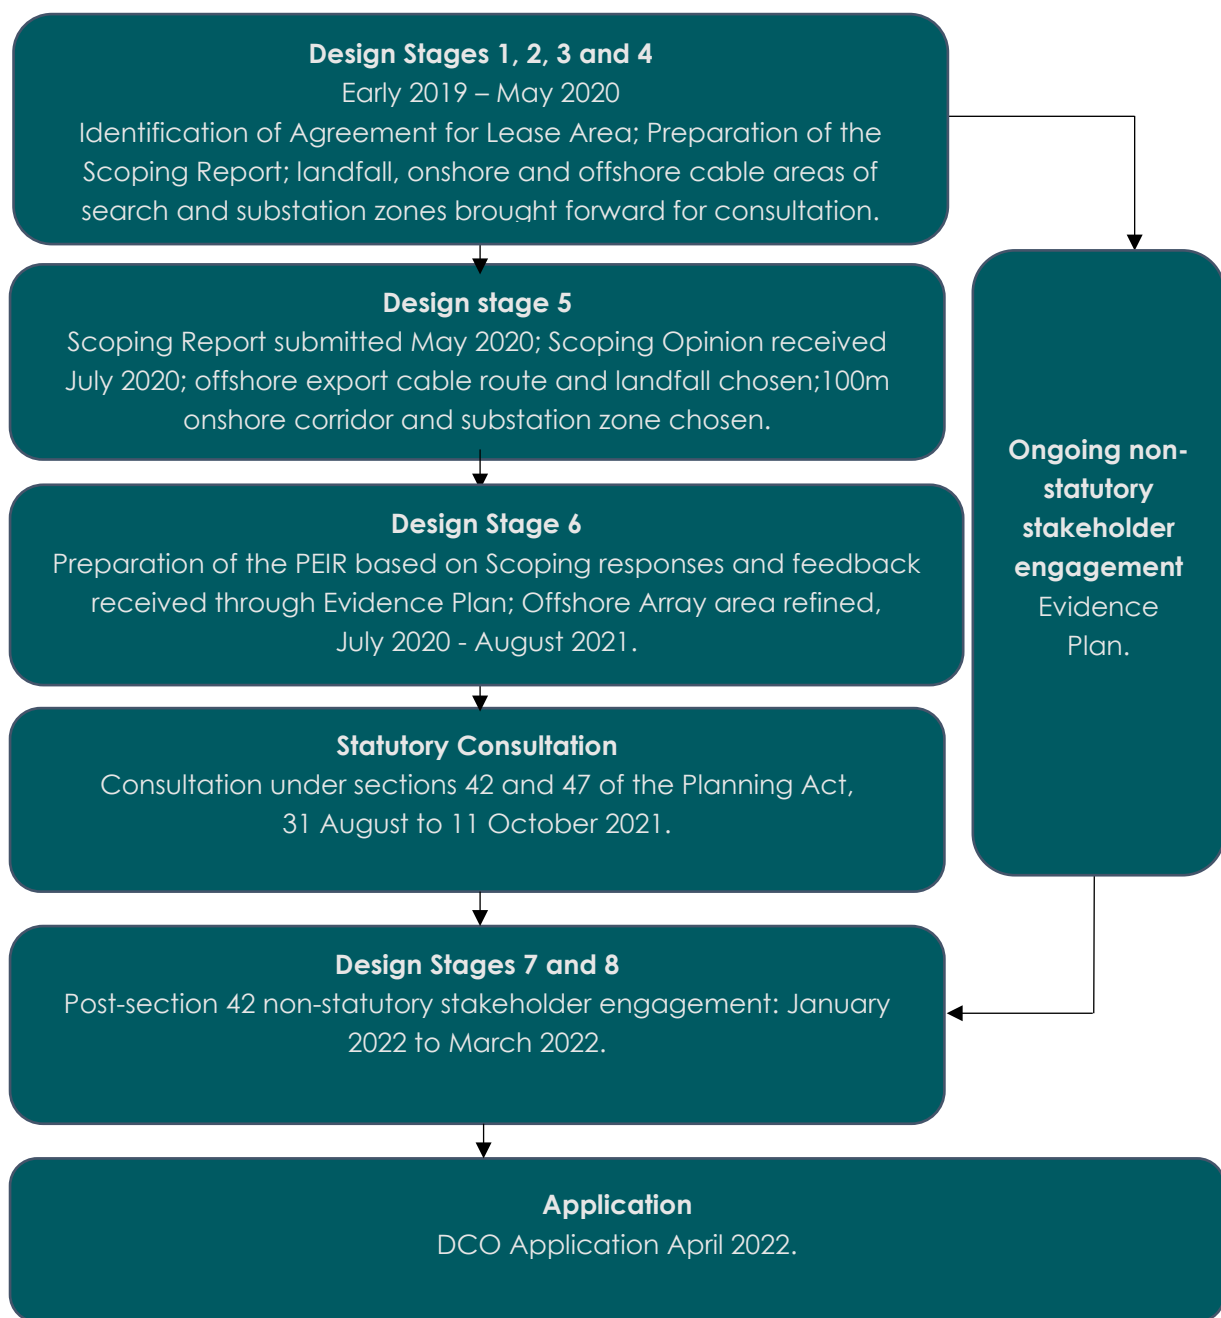 Design Stages 1, 2, 3 and 4
Early 2019 – May 2020
Identification of Agreement for Lease Area; Preparation of the
Scoping Report; landfall, onshore and offshore cable areas of
search and substation zones brought forward for consultation.
Design stage 5
Scoping Report submitted May 2020; Scoping Opinion received
July 2020; offshore export cable route and landfall chosen;100m
onshore corridor and substation zone chosen.
Design Stage 6
Preparation of the PEIR based on Scoping responses and feedback
received through Evidence Plan; Offshore Array area refined,
July 2020 - August 2021.
Statutory Consultation
Consultation under sections 42 and 47 of the Planning Act,
31 August to 11 October 2021.
Design Stages 7 and 8
Post-section 42 non-statutory stakeholder engagement: January
2022 to March 2022.
Application
DCO Application April 2022.
Ongoing non-
statutory
stakeholder
engagement
Evidence
Plan.